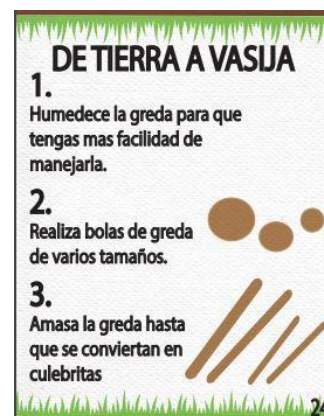 DE TIERRA A VASIJA
1.
Humedece la greda para que
tengas mas facilidad de
manejarla.
2.
Realiza bolas de greda
de varios tamaños.
3.
Amasa la greda hasta
que se conviertan en
culebritas